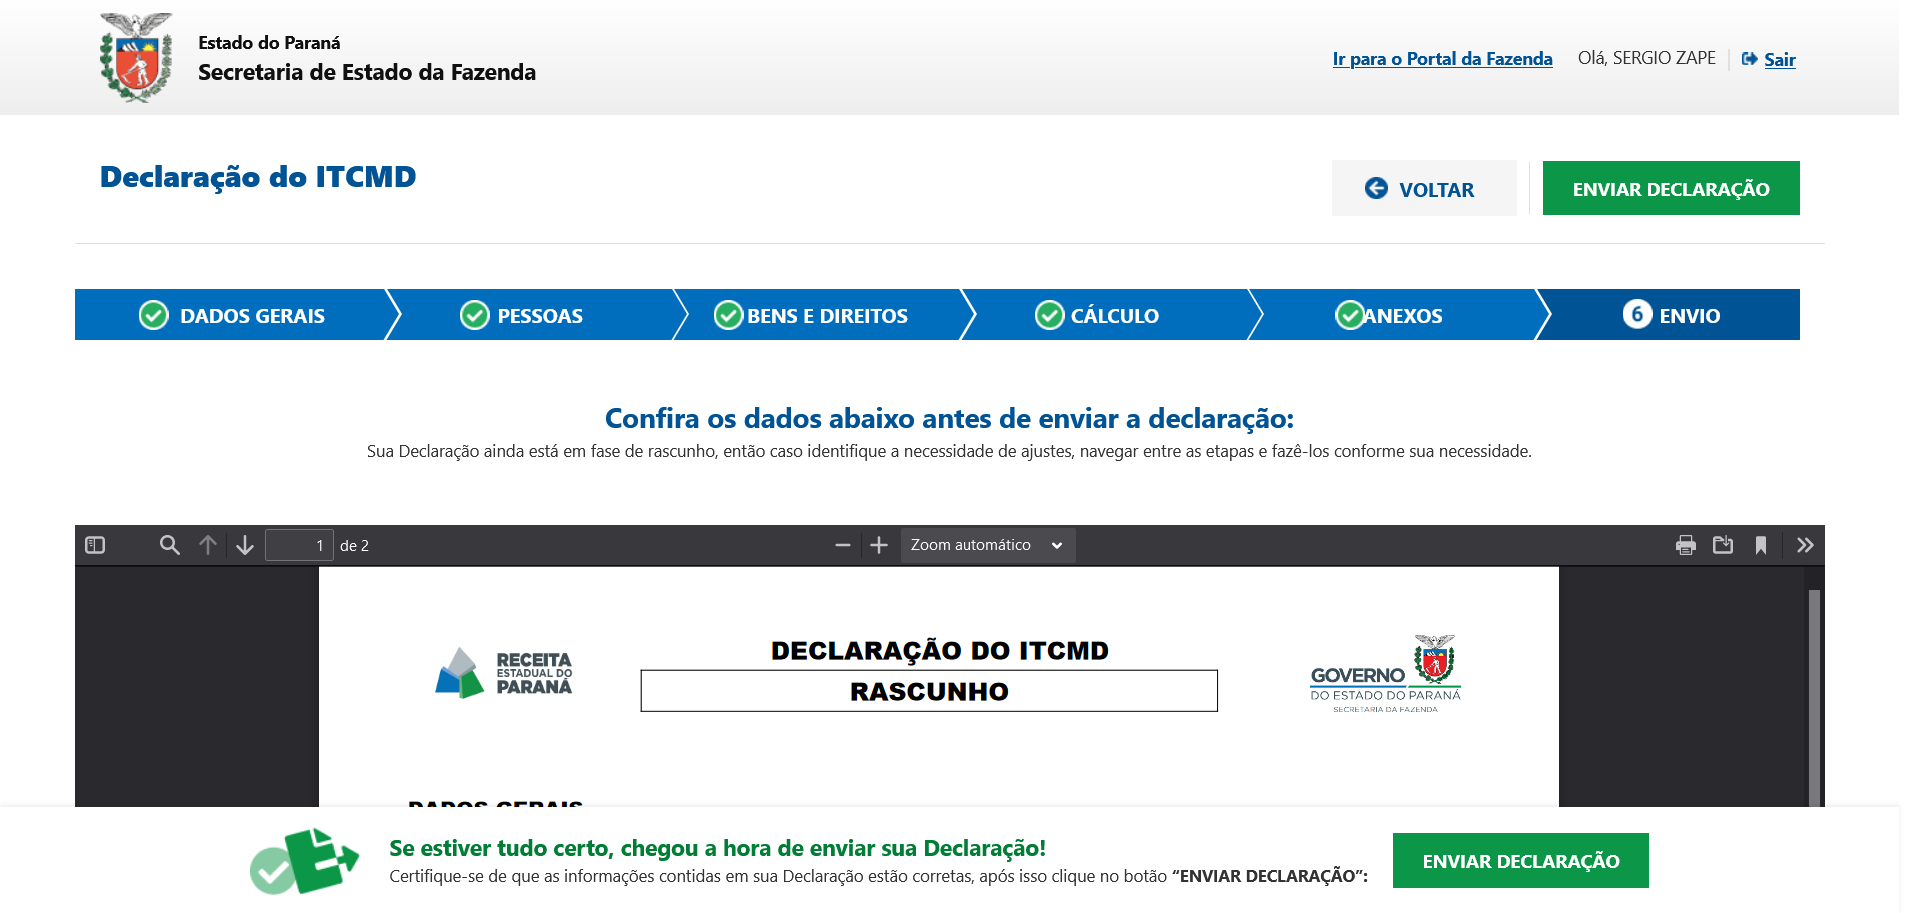 Estado do Paraná
Secretaria de Estado da Fazenda
Ir para o Portal da Fazenda
Olá, SERGIO ZAPE
Sair
Declaração do ITCMD
VOLTAR
ENVIAR DECLARAÇÃO
DADOS GERAIS
PESSOAS
BENS E DIREITOS
CÁLCULO
ANEXOS
6 ENVIO
Confira os dados abaixo antes de enviar a declaração:
Sua Declaração ainda está em fase de rascunho, então caso identifique a necessidade de ajustes, navegar entre as etapas e fazê-los conforme sua necessidade.
1 de 2
Zoom automático
RECEITA
ESTADUAL DO
PARANÁ
DECLARAÇÃO DO ITCMD
RASCUNHO
GOVERNO
DO ESTADO DO PARANÁ
SECRETARIA DA FAZENDA
DADOS GERAIS
Se estiver tudo certo, chegou a hora de enviar sua Declaração!
Certifique-se de que as informações contidas em sua Declaração estão corretas, após isso clique no botão “ENVIAR DECLARAÇÃO”:
ENVIAR DECLARAÇÃO